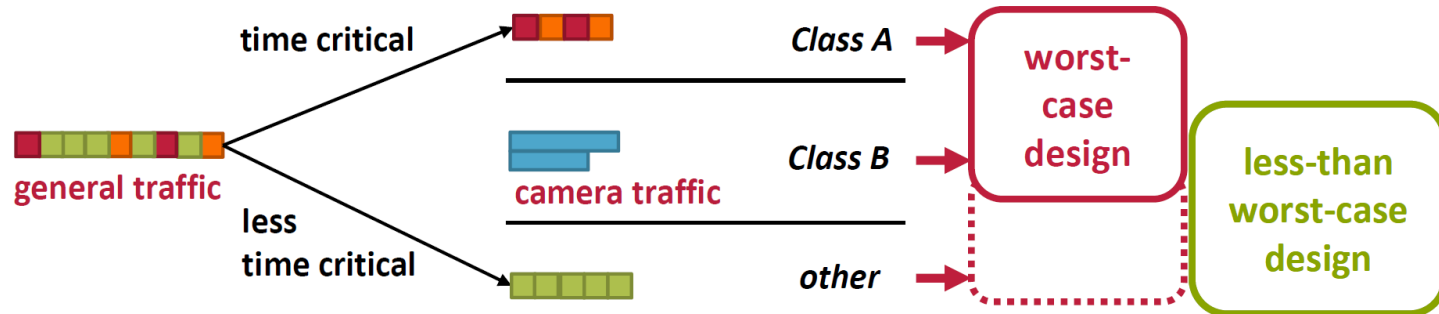 time critical
general traffic
less
time critical
camera traffic
Class A
Class B
other
worst-
case
design
less-than
worst-case
design